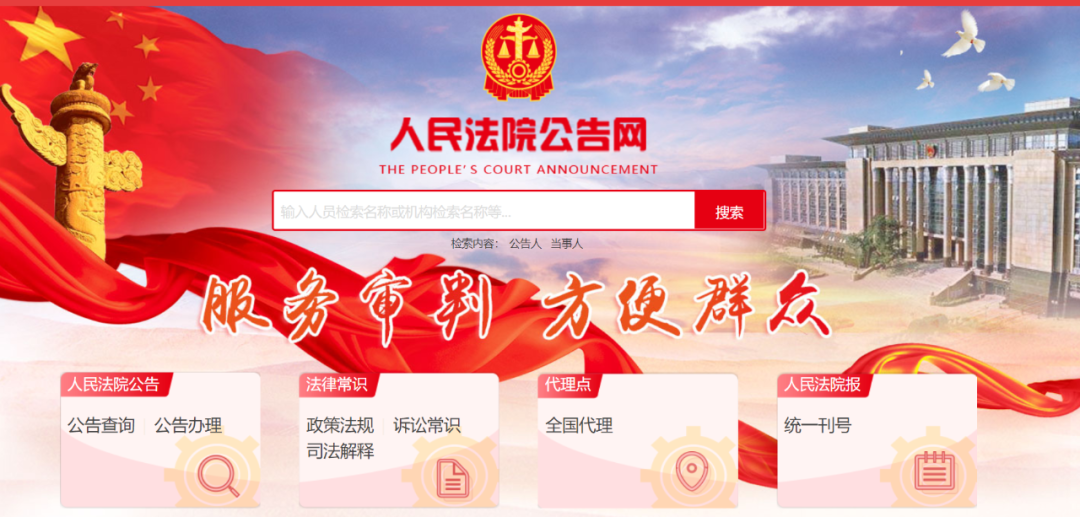 人民法院公告网
THE PEOPLE'S COURT ANNOUNCEMENT
输入人员检索名称或机构检索名称等...
搜索
检索内容： 公告人 当事人
服务审判 方便群众
人民法院公告
公告查询 公告办理
法律常识
政策法规 诉讼常识
司法解释
代理点
全国代理
人民法院报
统一刊号